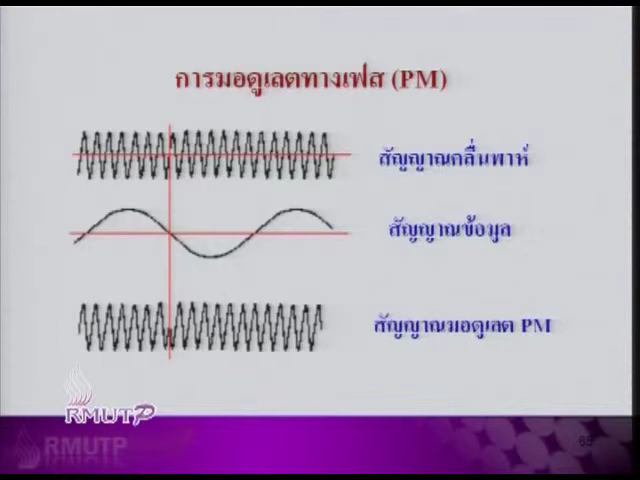 การมอดูเลตทางเฟส (PM)
สัญญาณคลื่นพาห์
สัญญาณข้อมูล
สัญญาณมอดูเลต PM
RMUTP
RMUTP